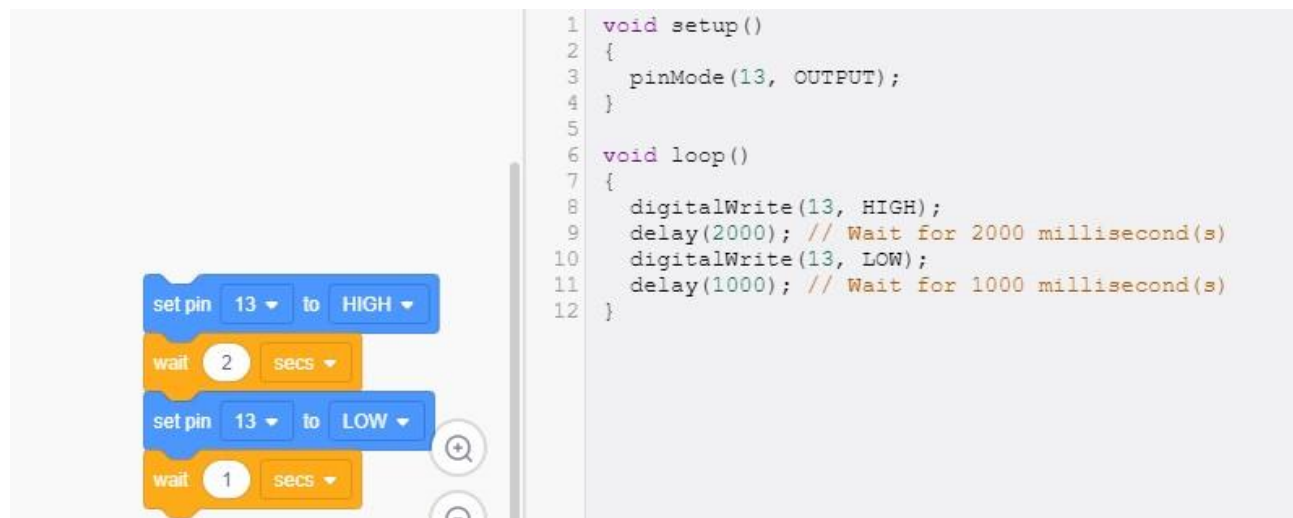 set pin 13 to HIGH
wait 2 secs
set pin 13 to LOW
wait 1 secs
1 void setup()
2 {
3   pinMode(13, OUTPUT);
4 }
5
6 void loop()
7 {
8   digitalWrite(13, HIGH);
9   delay(2000); // Wait for 2000 millisecond(s)
10   digitalWrite(13, LOW);
11   delay(1000); // Wait for 1000 millisecond(s)
12 }